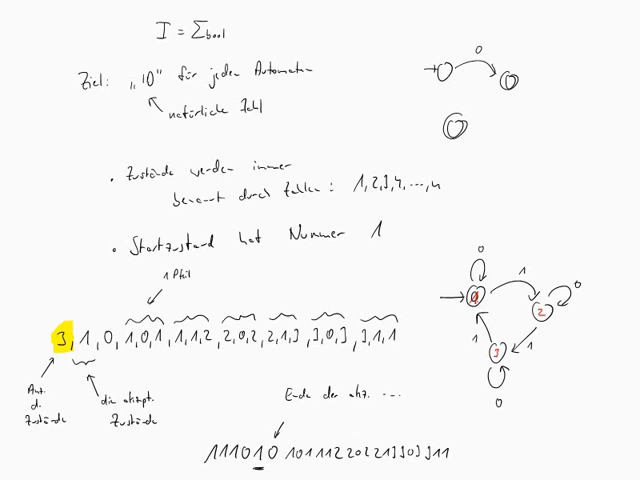 I = Σbool
Ziel: „10" für jeden Automaten
natürliche Zahl
0
• Zustände werden immer
benannt durch Zahlen: 1,2,3,4,...,n
• Startzustand hat Nummer 1
1 Pfeil
3,1,0,1,0,1,1,1,2,2,0,2,2,1,3,3,0,3,3,1,1
Anz.
d.
Zustände
die akzept.
Zustände
0
1
0
2
1
3
1
0
Ende der akz. ...
111010 101112202213303311